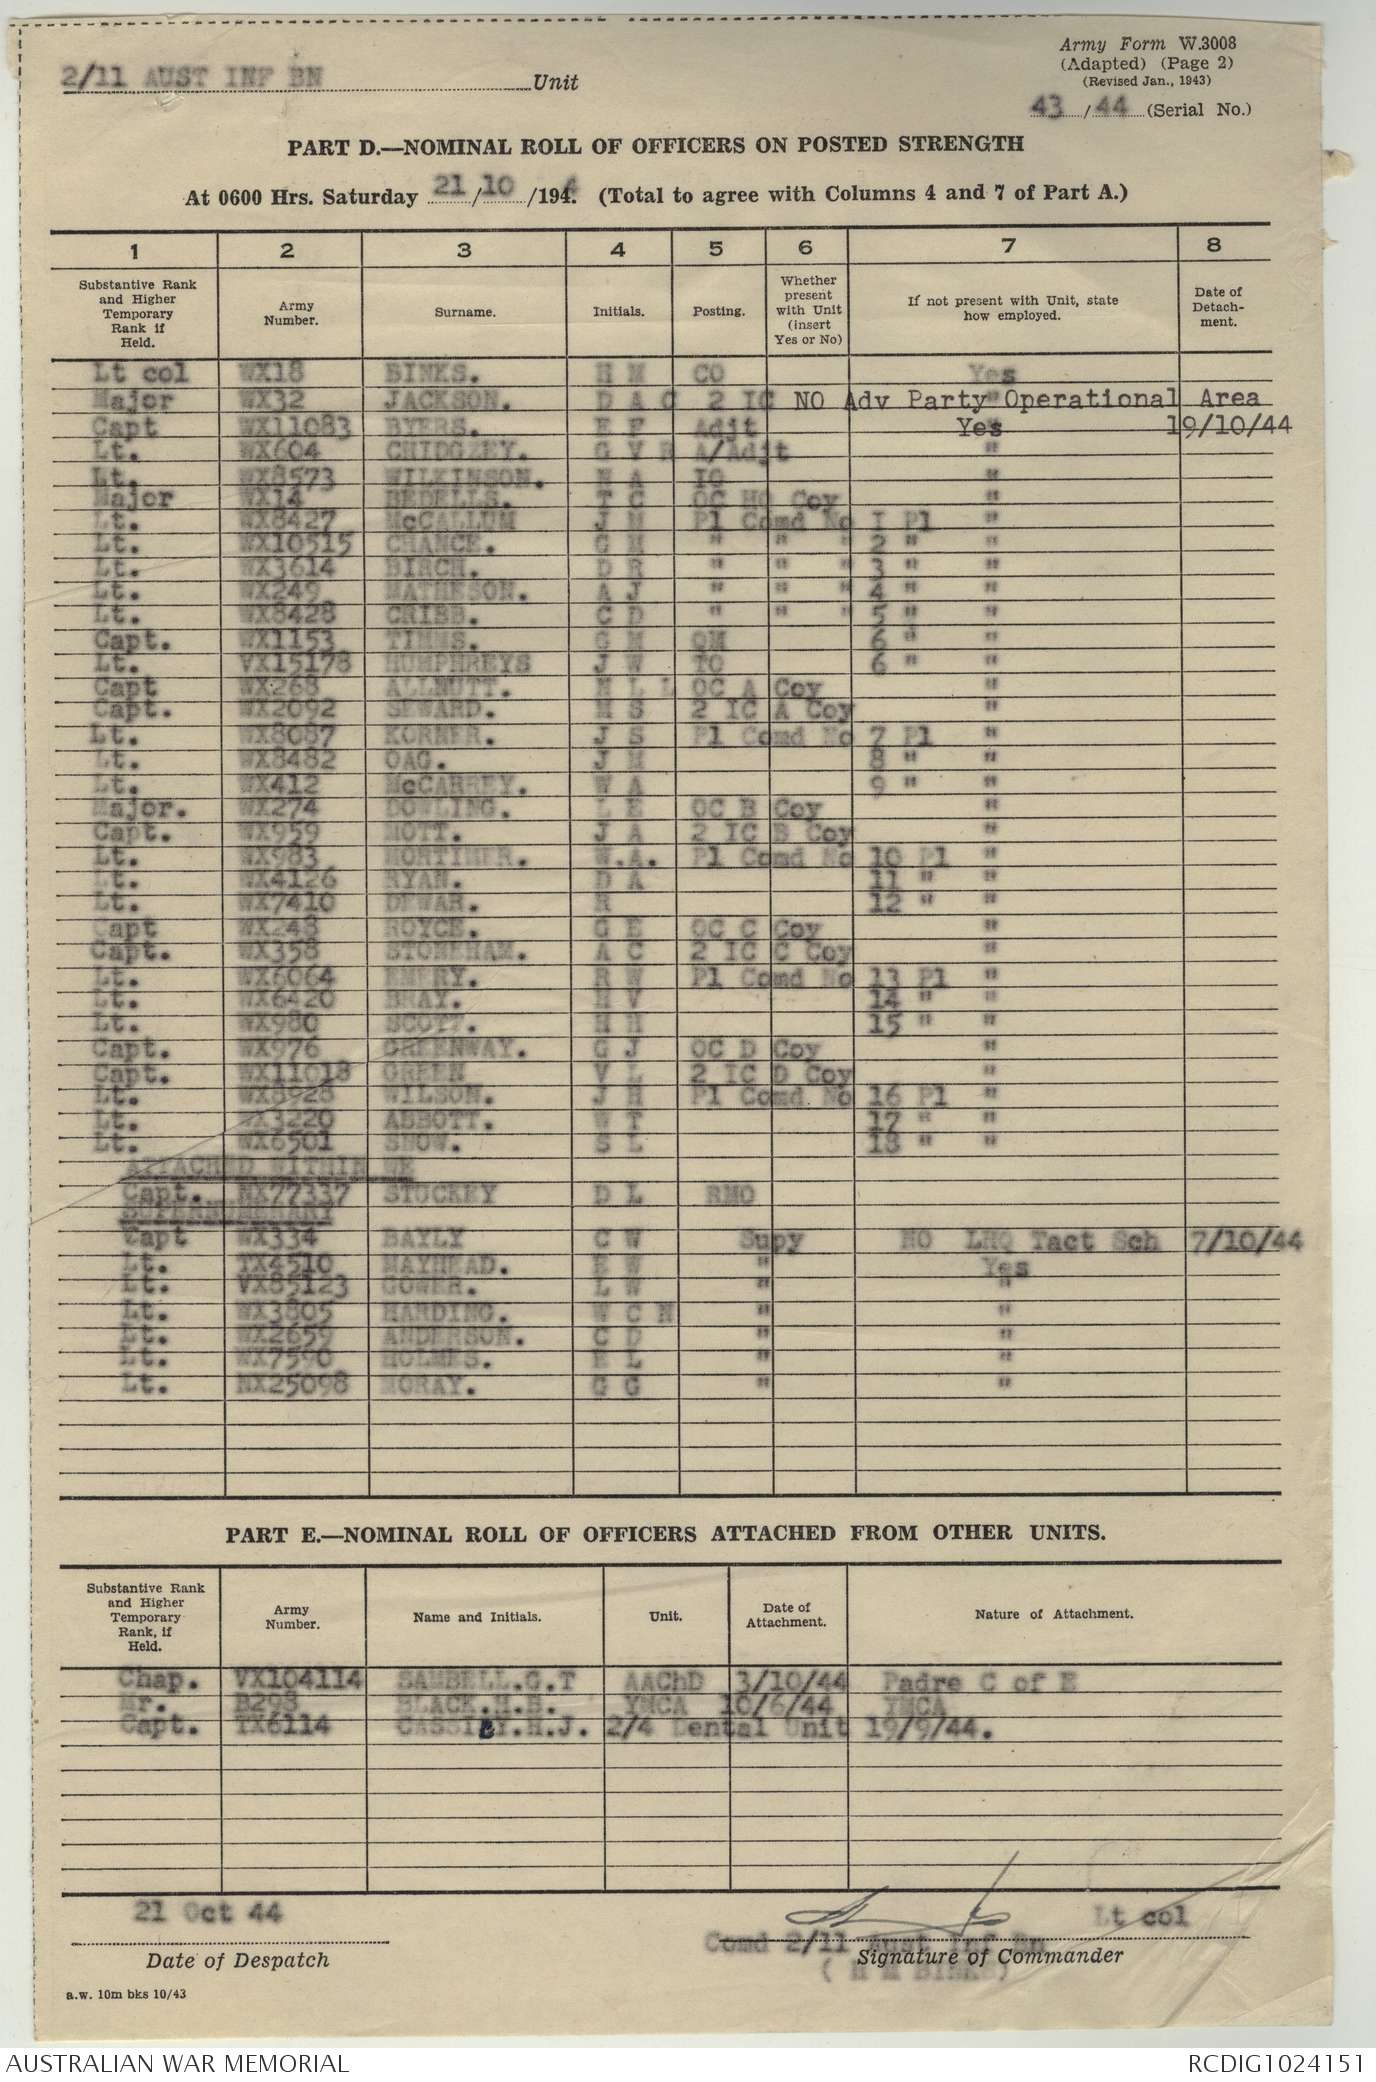 Army Form W.3008
(Adapted) (Page 2)
(Revised Jan., 1943)
2/11 AUST INF BN Unit
43/44 (Serial No.)
PART D.—NOMINAL ROLL OF OFFICERS ON POSTED STRENGTH
At 0600 Hrs. Saturday 21/10/1944. (Total to agree with Columns 4 and 7 of Part A.)
1 2 3 4 5 6 7 8
Substantive Rank and Higher Temporary Rank if Held. Army Number. Surname. Initials. Posting. Whether present with Unit (insert Yes or No) If not present with Unit, state how employed. Date of Detach-ment.
Lt col WX18 BINKS. H M CO Yes
Major WX32 JACKSON. D A C 2 IC NO Adv Party Operational Area
Capt WX11083 BYERS. E F Adjt Yes 19/10/44
Lt. WX604 CHIDGZEY. G V R A/Adjt "
Lt. WX8573 WILKINSON. N A IO "
Major WX14 BEDELLS. T C OC HQ Coy "
Lt. WX8427 McCALLUM J M Pl Comd No I Pl "
Lt. WX10515 CHANCE. G M " " " 2 " "
Lt. WX3614 BIRCH. D R " " " 3 " "
Lt. WX249 MATHESON. A J " " " 4 " "
Lt. WX8428 CRIBB. C D " " " 5 " "
Capt. WX1153 TIMMS. G M QM 6 " "
Lt. VX15178 HUMPHREYS J W TO 6 " "
Capt WX268 ALLNUTT. N L L OC A Coy "
Capt. WX2092 SEWARD. M S 2 IC A Coy "
Lt. WX8087 KORNER. J S Pl Comd No 7 Pl "
Lt. WX8482 OAG. J M 8 " "
Lt. WX412 McCARREY. W A 9 " "
Major. WX274 DOWLING. L E OC B Coy "
Capt. WX959 MOTT. J A 2 IC B Coy "
Lt. WX983 MORTIMER. W.A. Pl Comd No 10 Pl "
Lt. WX4126 RYAN. D A 11 " "
Lt. WX7410 DEWAR. R 12 " "
Capt WX248 ROYCE. G E OC C Coy "
Capt. WX358 STONEHAM. A C 2 IC C Coy "
Lt. WX6064 EMERY. R W Pl Comd No 13 Pl "
Lt. WX6420 BRAY. H V 14 " "
Lt. WX980 SCOTT. H H 15 " "
Capt. WX976 GREENWAY. G J OC D Coy "
Capt. WX11018 GREEN V L 2 IC D Coy "
Lt. WX8928 WILSON. J H Pl Comd No 16 Pl "
Lt. WX3220 ABBOTT. W T 17 " "
Lt. WX6501 SNOW. S L 18 " "
ATTACHED WITHIN WE
Capt. NX77337 STUCKEY D L RMO
SUPERNUMERARY
Capt WX334 BAYLY C W Supy NO LHQ Tact Sch 7/10/44
Lt. TX4510 MAYHEAD. E W " Yes
Lt. VX85123 GOWER. L W " "
Lt. WX3805 HARDING. W C N " "
Lt. WX2659 ANDERSON. C D " "
Lt. WX7590 HOLMES. E L " "
Lt. NX25098 MORAY. G G " "
PART E.—NOMINAL ROLL OF OFFICERS ATTACHED FROM OTHER UNITS.
Substantive Rank and Higher Temporary Rank, if Held. Army Number. Name and Initials. Unit. Date of Attachment. Nature of Attachment.
Chap. VX104114 SAMBELL.G.T AAChD 3/10/44 Padre C of E
Mr. B298 BLACK.H.H. YMCA 10/6/44 YMCA
Capt. TX6114 CASSIDY.H.J. 2/4 Dental Unit 19/9/44.
21 Oct 44 Lt col
Comd 2/11 Aust Inf Bn
Date of Despatch Signature of Commander
( H M BINKS)
a.w. 10m bks 10/43
AUSTRALIAN WAR MEMORIAL RCDIG1024151